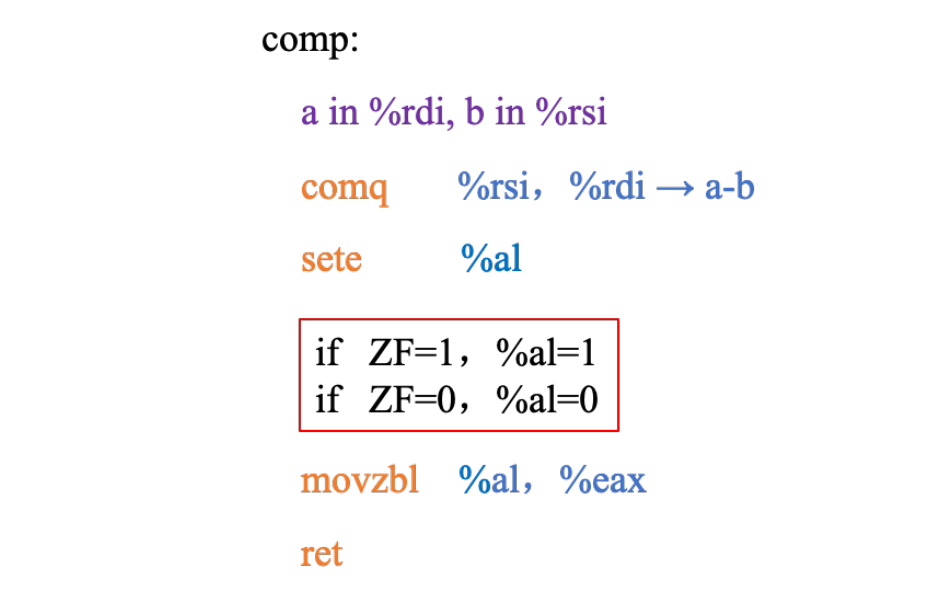 comp:
a in %rdi, b in %rsi
comq %rsi，%rdi → a-b
sete %al
if ZF=1，%al=1
if ZF=0，%al=0
movzbl %al，%eax
ret